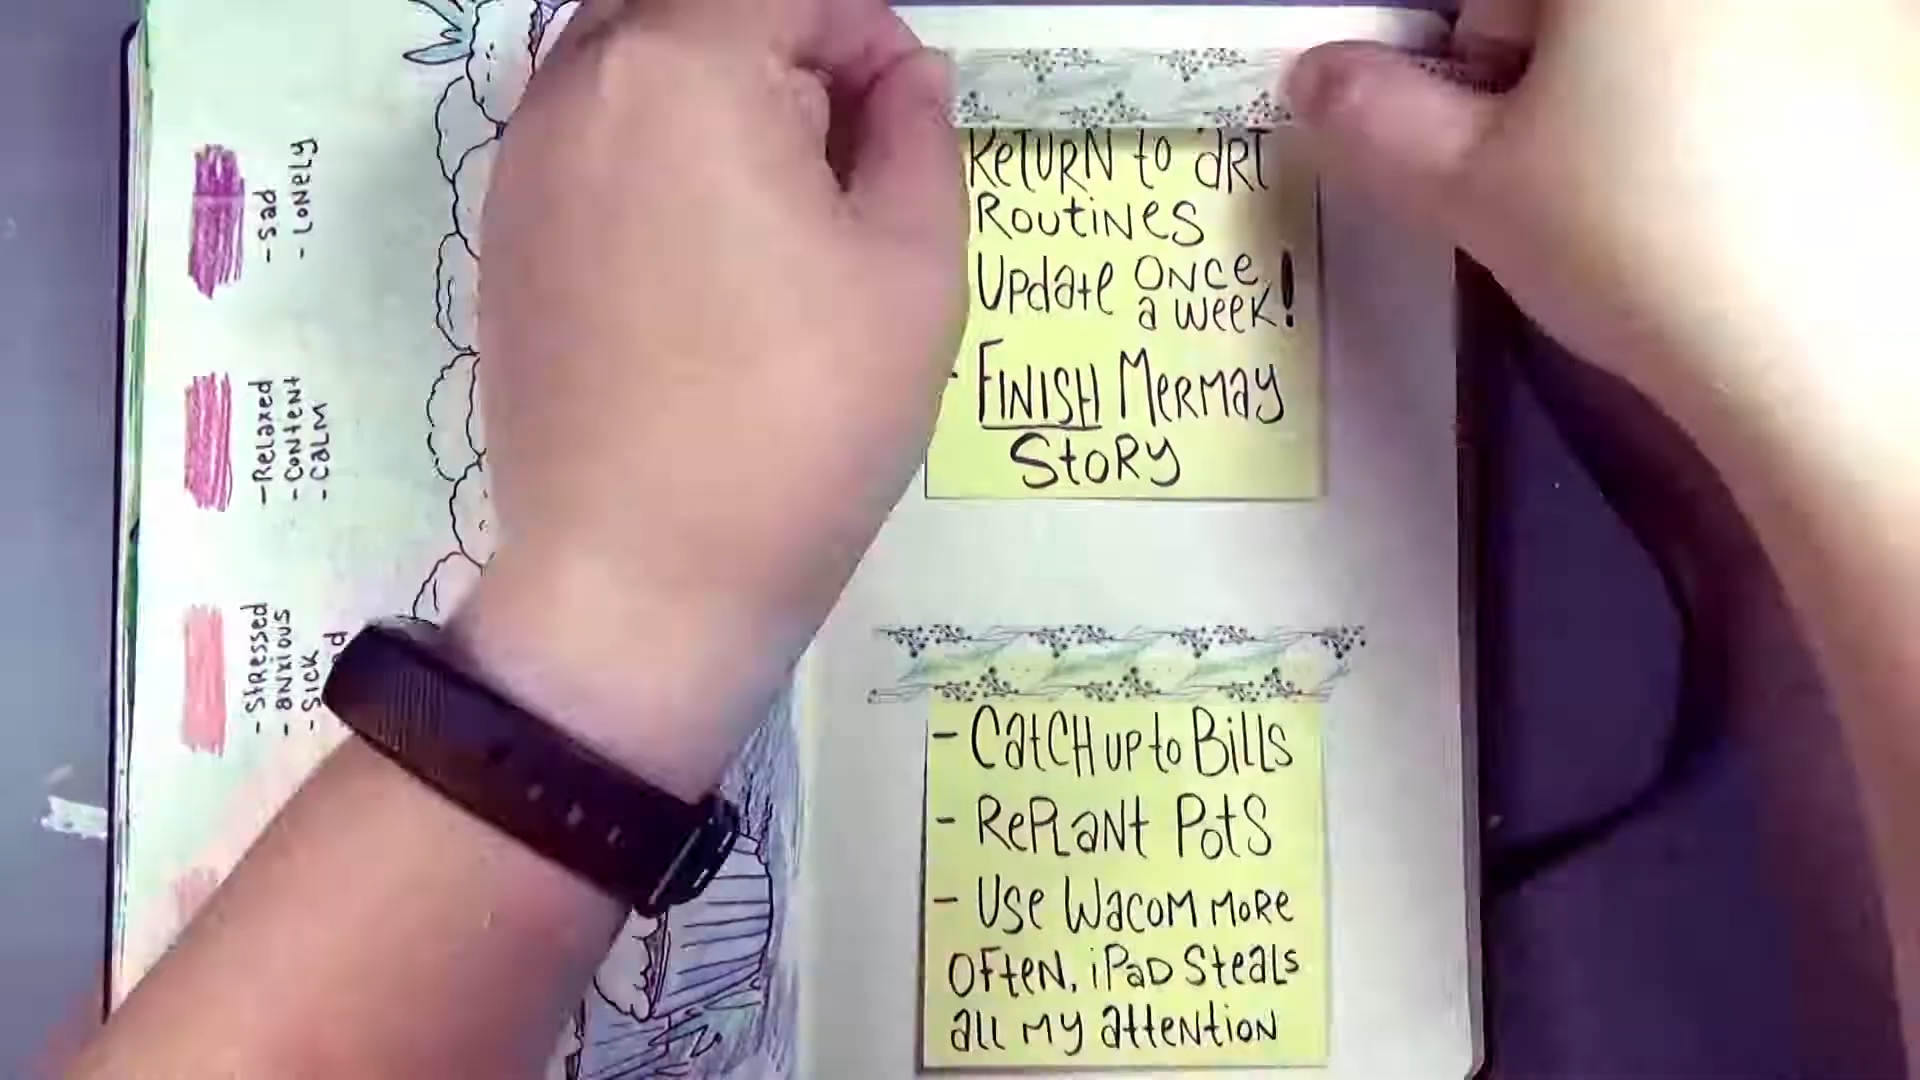 - Sad
- LONely
- Relaxed
- CONteNt
- CALM
- StRessed
- aNXious
- Sick
RetURN to aRt
RoutiNes
Update ONCe
a week!
- FINISH MeRMay
StoRy
- CatCH up to Bills
- RePLaNt PotS
- Use Wacom MoRe
OFteN, iPaD Steals
all My atteNtioN